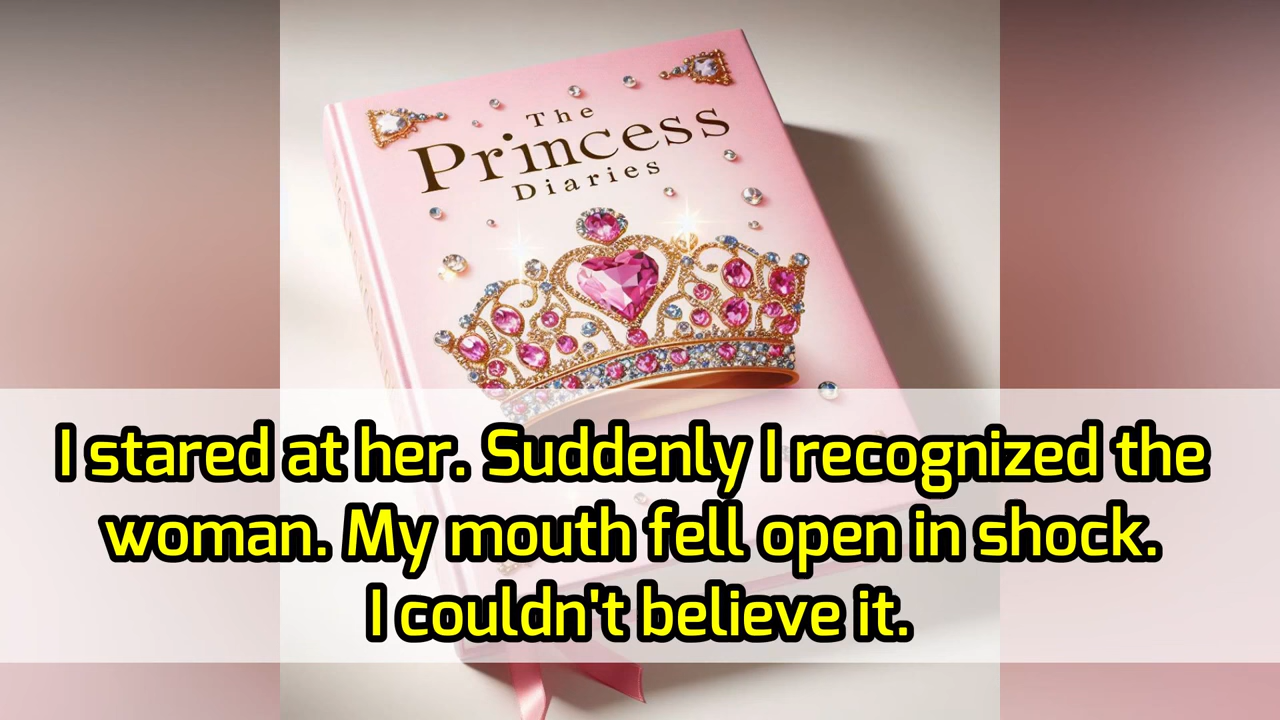 The
Princess
Diaries
I stared at her. Suddenly I recognized the
woman. My mouth fell open in shock.
I couldn't believe it.